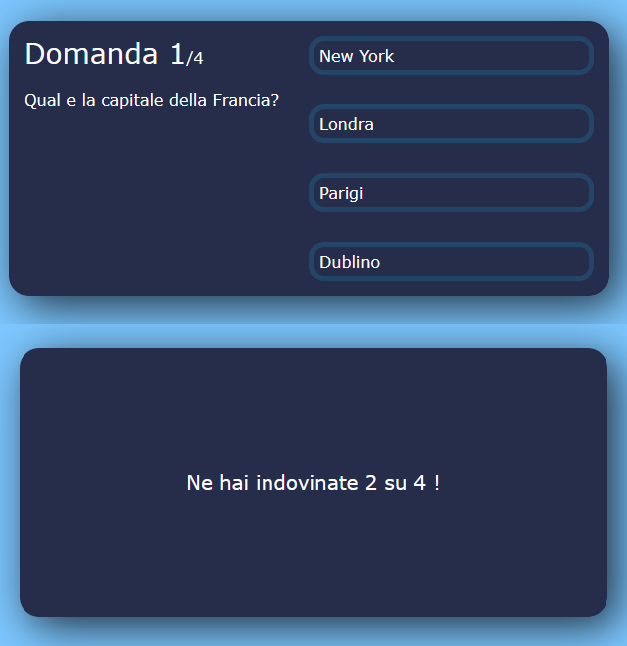 Domanda 1/4
Qual e la capitale della Francia?
New York
Londra
Parigi
Dublino
Ne hai indovinate 2 su 4 !